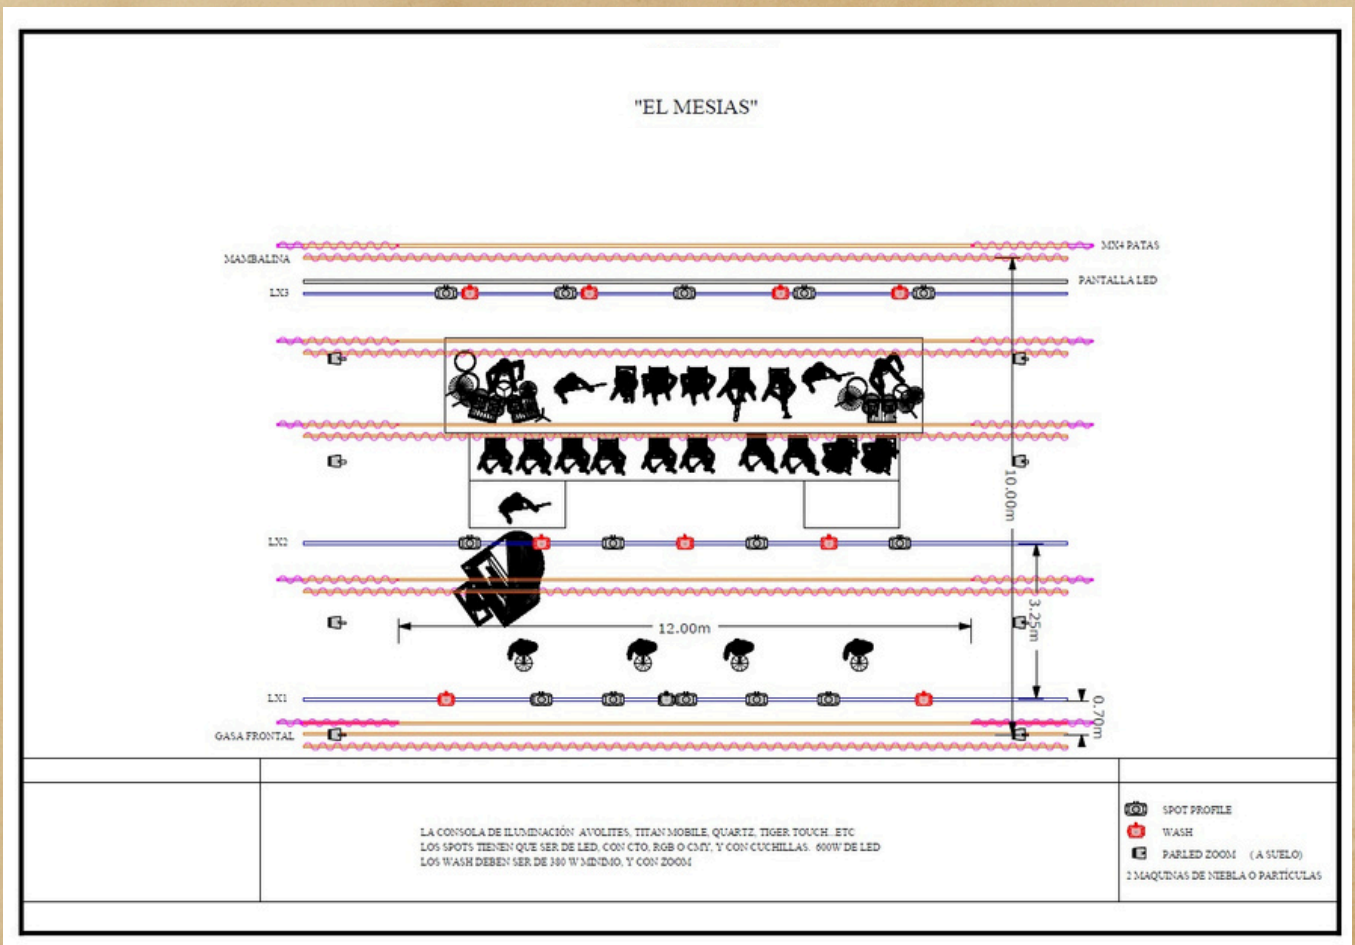 "EL MESIAS"
MX4 PATAS
MAMBALINA
PANTALLA LED
LX3
10.00m
LX2
3.25m
12.00m
LX1
0.70m
GASA FRONTAL
LA CONSOLA DE ILUMINACIÓN AVOLITES, TITAN MOBILE, QUARTZ, TIGER TOUCH...ETC
LOS SPOTS TIENEN QUE SER DE LED, CON CTO, RGB O CMY, Y CON CUCHILLAS. 600W DE LED
LOS WASH DEBEN SER DE 380 W MINIMO, Y CON ZOOM
SPOT PROFILE
WASH
PARLED ZOOM ( A SUELO)
2 MAQUINAS DE NIEBLA O PARTÍCULAS